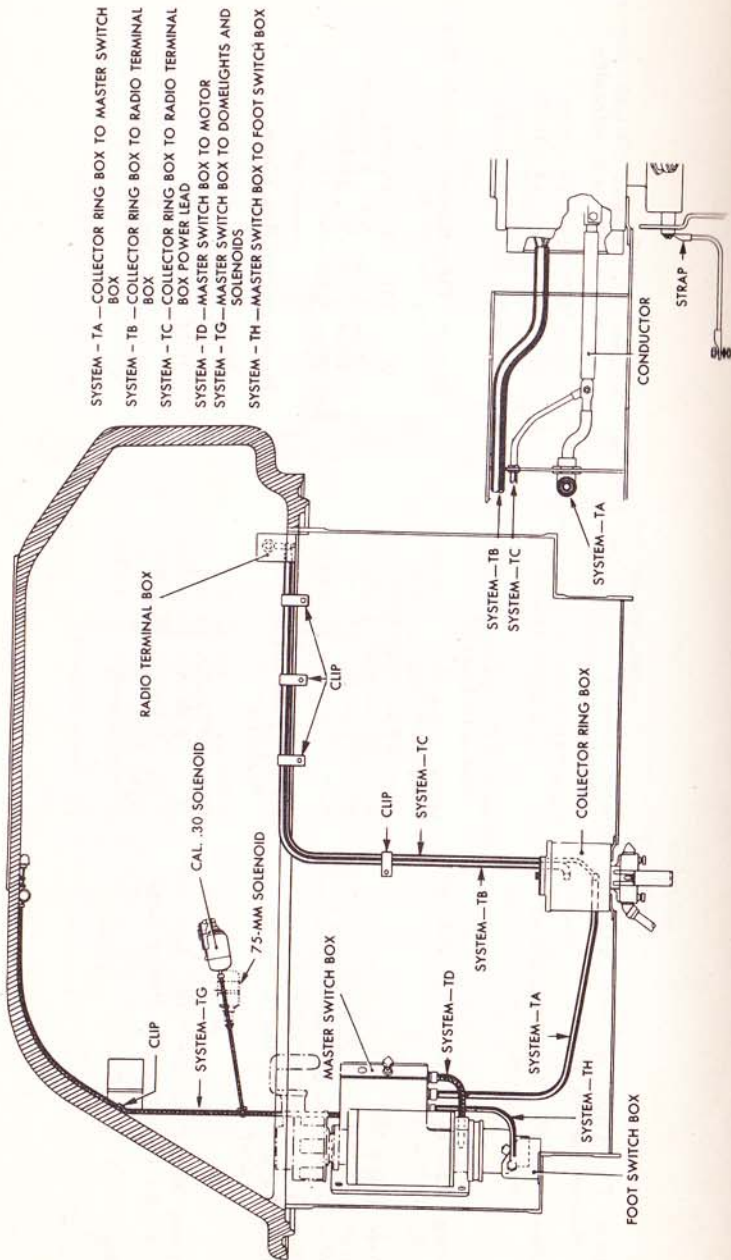 SYSTEM – TA — COLLECTOR RING BOX TO MASTER SWITCH
BOX
SYSTEM – TB — COLLECTOR RING BOX TO RADIO TERMINAL
BOX
SYSTEM – TC — COLLECTOR RING BOX TO RADIO TERMINAL
BOX POWER LEAD
SYSTEM – TD — MASTER SWITCH BOX TO MOTOR
SYSTEM – TG — MASTER SWITCH BOX TO DOMELIGHTS AND
SOLENOIDS
SYSTEM – TH — MASTER SWITCH BOX TO FOOT SWITCH BOX
RADIO TERMINAL BOX
CAL. .30 SOLENOID
75-MM SOLENOID
CLIP
SYSTEM—TG
CLIP
MASTER SWITCH BOX
SYSTEM—TD
CLIP
SYSTEM—TC
SYSTEM—TB
COLLECTOR RING BOX
SYSTEM—TA
SYSTEM—TH
FOOT SWITCH BOX
SYSTEM—TB
SYSTEM—TC
SYSTEM—TA
CONDUCTOR
STRAP